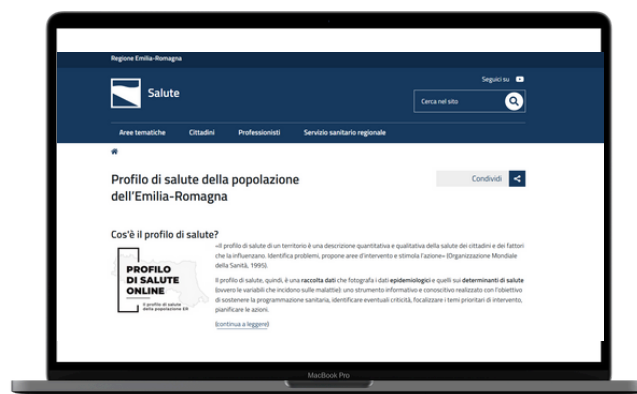 Regione Emilia-Romagna
Seguici su
Salute
Cerca nel sito
Aree tematiche Cittadini Professionisti Servizio sanitario regionale
Profilo di salute della popolazione
dell'Emilia-Romagna
Condividi
Cos'è il profilo di salute?
PROFILO
DI SALUTE
ONLINE
Il profilo di salute
della popolazione ER
«Il profilo di salute di un territorio è una descrizione quantitativa e qualitativa della salute dei cittadini e dei fattori
che la influenzano. Identifica problemi, propone aree d'intervento e stimola l'azione» (Organizzazione Mondiale
della Sanità, 1995).
Il profilo di salute, quindi, è una raccolta dati che fotografa i dati epidemiologici e quelli sui determinanti di salute
(ovvero le variabili che incidono sulle malattie): uno strumento informativo e conoscitivo realizzato con l'obiettivo
di sostenere la programmazione sanitaria, identificare eventuali criticità, focalizzare i temi prioritari di intervento,
pianificare le azioni.
(continua a leggere)
MacBook Pro